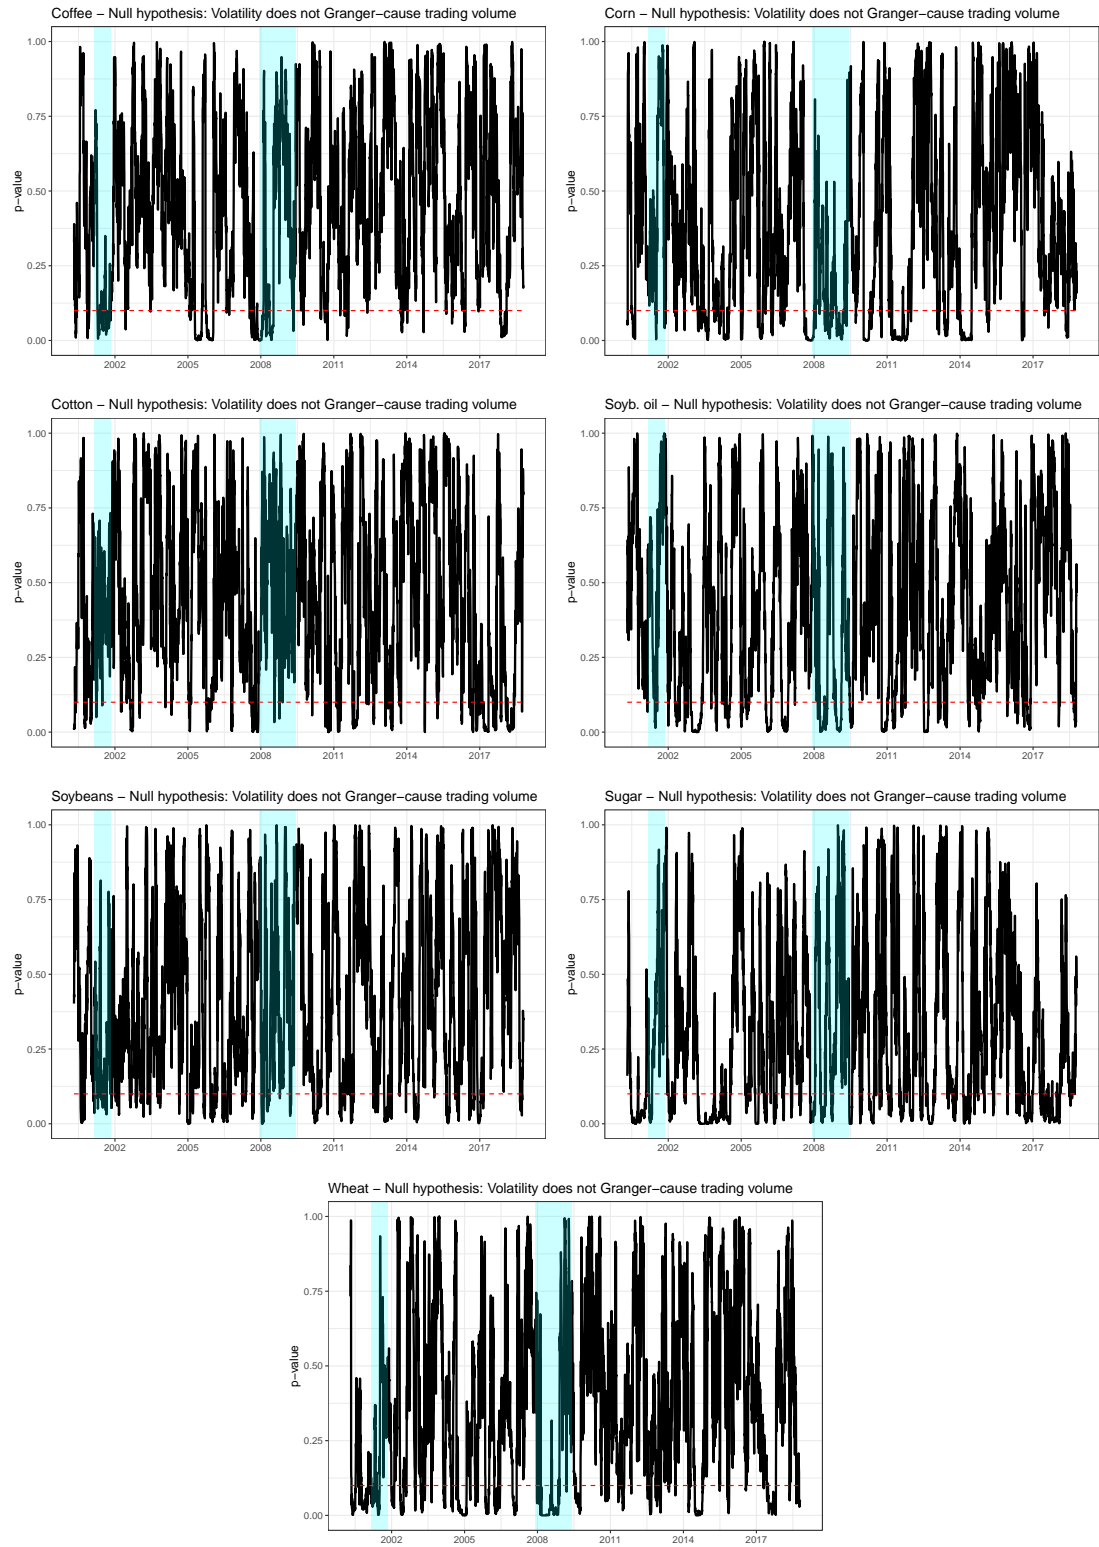 Coffee − Null hypothesis: Volatility does not Granger−cause trading volume
1.00
0.75
0.50
0.25
0.00
p−value
2002 2005 2008 2011 2014 2017
Corn − Null hypothesis: Volatility does not Granger−cause trading volume
1.00
0.75
0.50
0.25
0.00
p−value
2002 2005 2008 2011 2014 2017
Cotton − Null hypothesis: Volatility does not Granger−cause trading volume
1.00
0.75
0.50
0.25
0.00
p−value
2002 2005 2008 2011 2014 2017
Soyb. oil − Null hypothesis: Volatility does not Granger−cause trading volume
1.00
0.75
0.50
0.25
0.00
p−value
2002 2005 2008 2011 2014 2017
Soybeans − Null hypothesis: Volatility does not Granger−cause trading volume
1.00
0.75
0.50
0.25
0.00
p−value
2002 2005 2008 2011 2014 2017
Sugar − Null hypothesis: Volatility does not Granger−cause trading volume
1.00
0.75
0.50
0.25
0.00
p−value
2002 2005 2008 2011 2014 2017
Wheat − Null hypothesis: Volatility does not Granger−cause trading volume
1.00
0.75
0.50
0.25
0.00
p−value
2002 2005 2008 2011 2014 2017